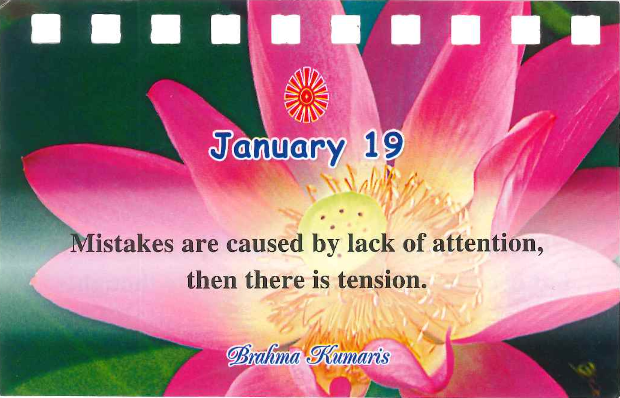 January 19
Mistakes are caused by lack of attention,
then there is tension.
Brahma Kumaris